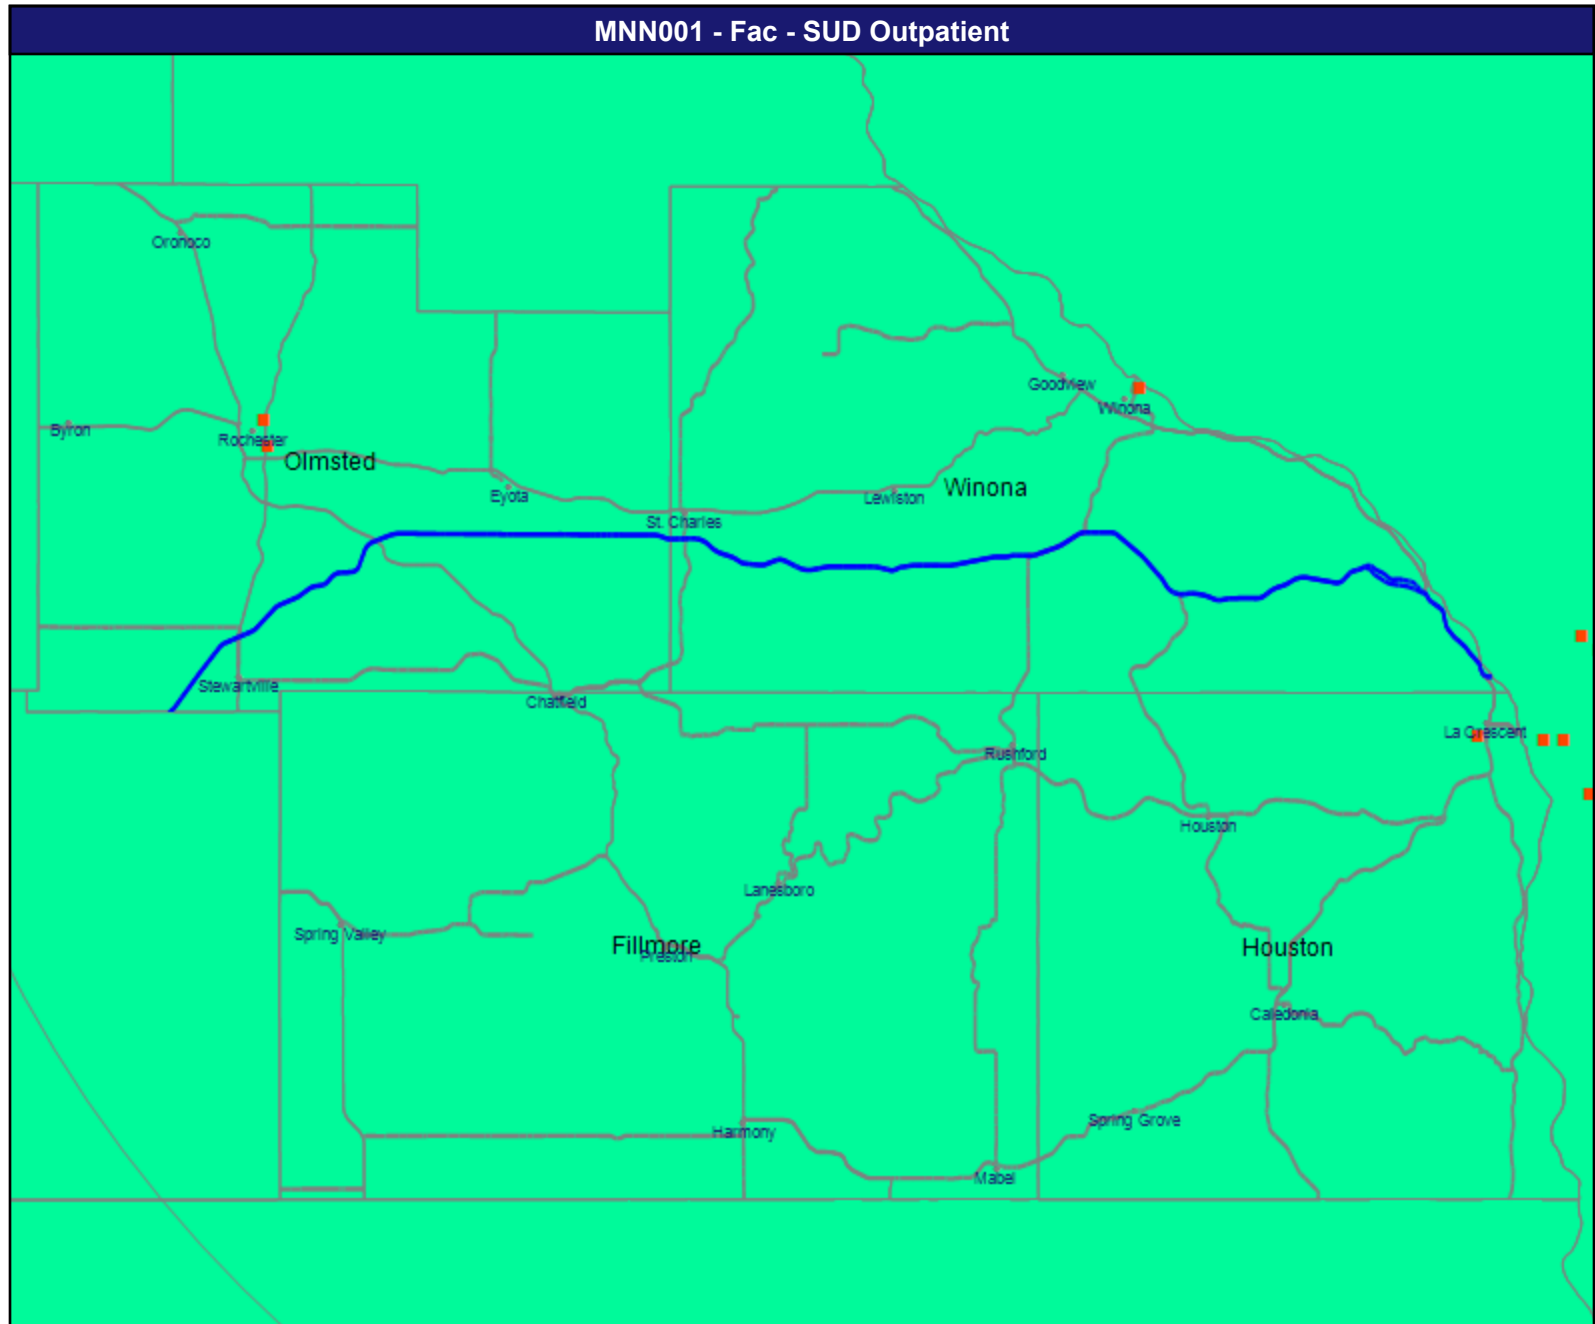 MNN001 - Fac - SUD Outpatient
Oronoco
Goodview
Winona
Byron
Rochester
Olmsted
Eyota
Lewiston
Winona
St. Charles
Stewartville
Chatfield
La Crescent
Rushford
Houston
Lanesboro
Spring Valley
Fillmore
Preston
Houston
Caledonia
Spring Grove
Harmony
Mabel